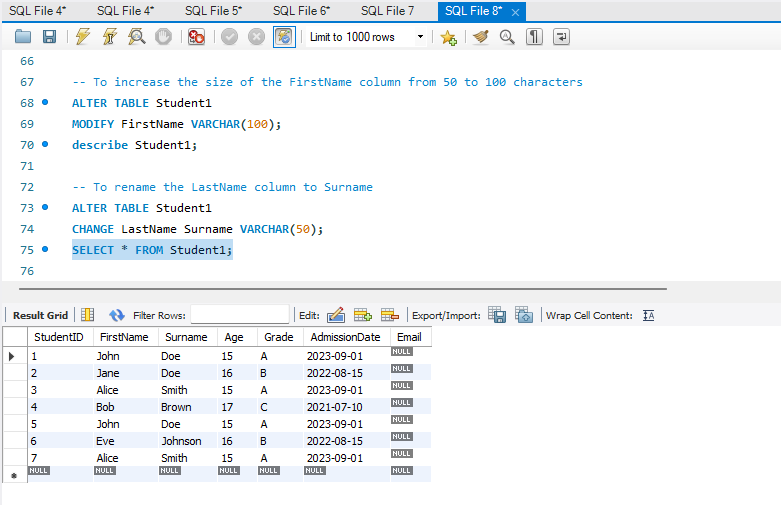 SQL File 4* SQL File 4* SQL File 5* SQL File 6* SQL File 7 SQL File 8*
Limit to 1000 rows
66
67 -- To increase the size of the FirstName column from 50 to 100 characters
68 ALTER TABLE Student1
69 MODIFY FirstName VARCHAR(100);
70 describe Student1;
71
72 -- To rename the LastName column to Surname
73 ALTER TABLE Student1
74 CHANGE LastName Surname VARCHAR(50);
75 SELECT * FROM Student1;
76
Result Grid Filter Rows: Edit: Export/Import: Wrap Cell Content: IA
StudentID FirstName Surname Age Grade AdmissionDate Email
1 John Doe 15 A 2023-09-01 NULL
2 Jane Doe 16 B 2022-08-15 NULL
3 Alice Smith 15 A 2023-09-01 NULL
4 Bob Brown 17 C 2021-07-10 NULL
5 John Doe 15 A 2023-09-01 NULL
6 Eve Johnson 16 B 2022-08-15 NULL
7 Alice Smith 15 A 2023-09-01 NULL
NULL NULL NULL NULL NULL NULL NULL